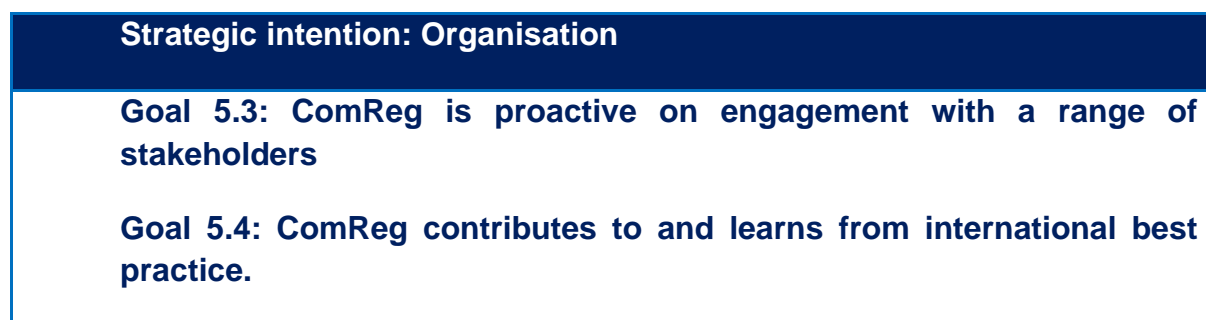 Strategic intention: Organisation
Goal 5.3: ComReg is proactive on engagement with a range of
stakeholders
Goal 5.4: ComReg contributes to and learns from international best
practice.